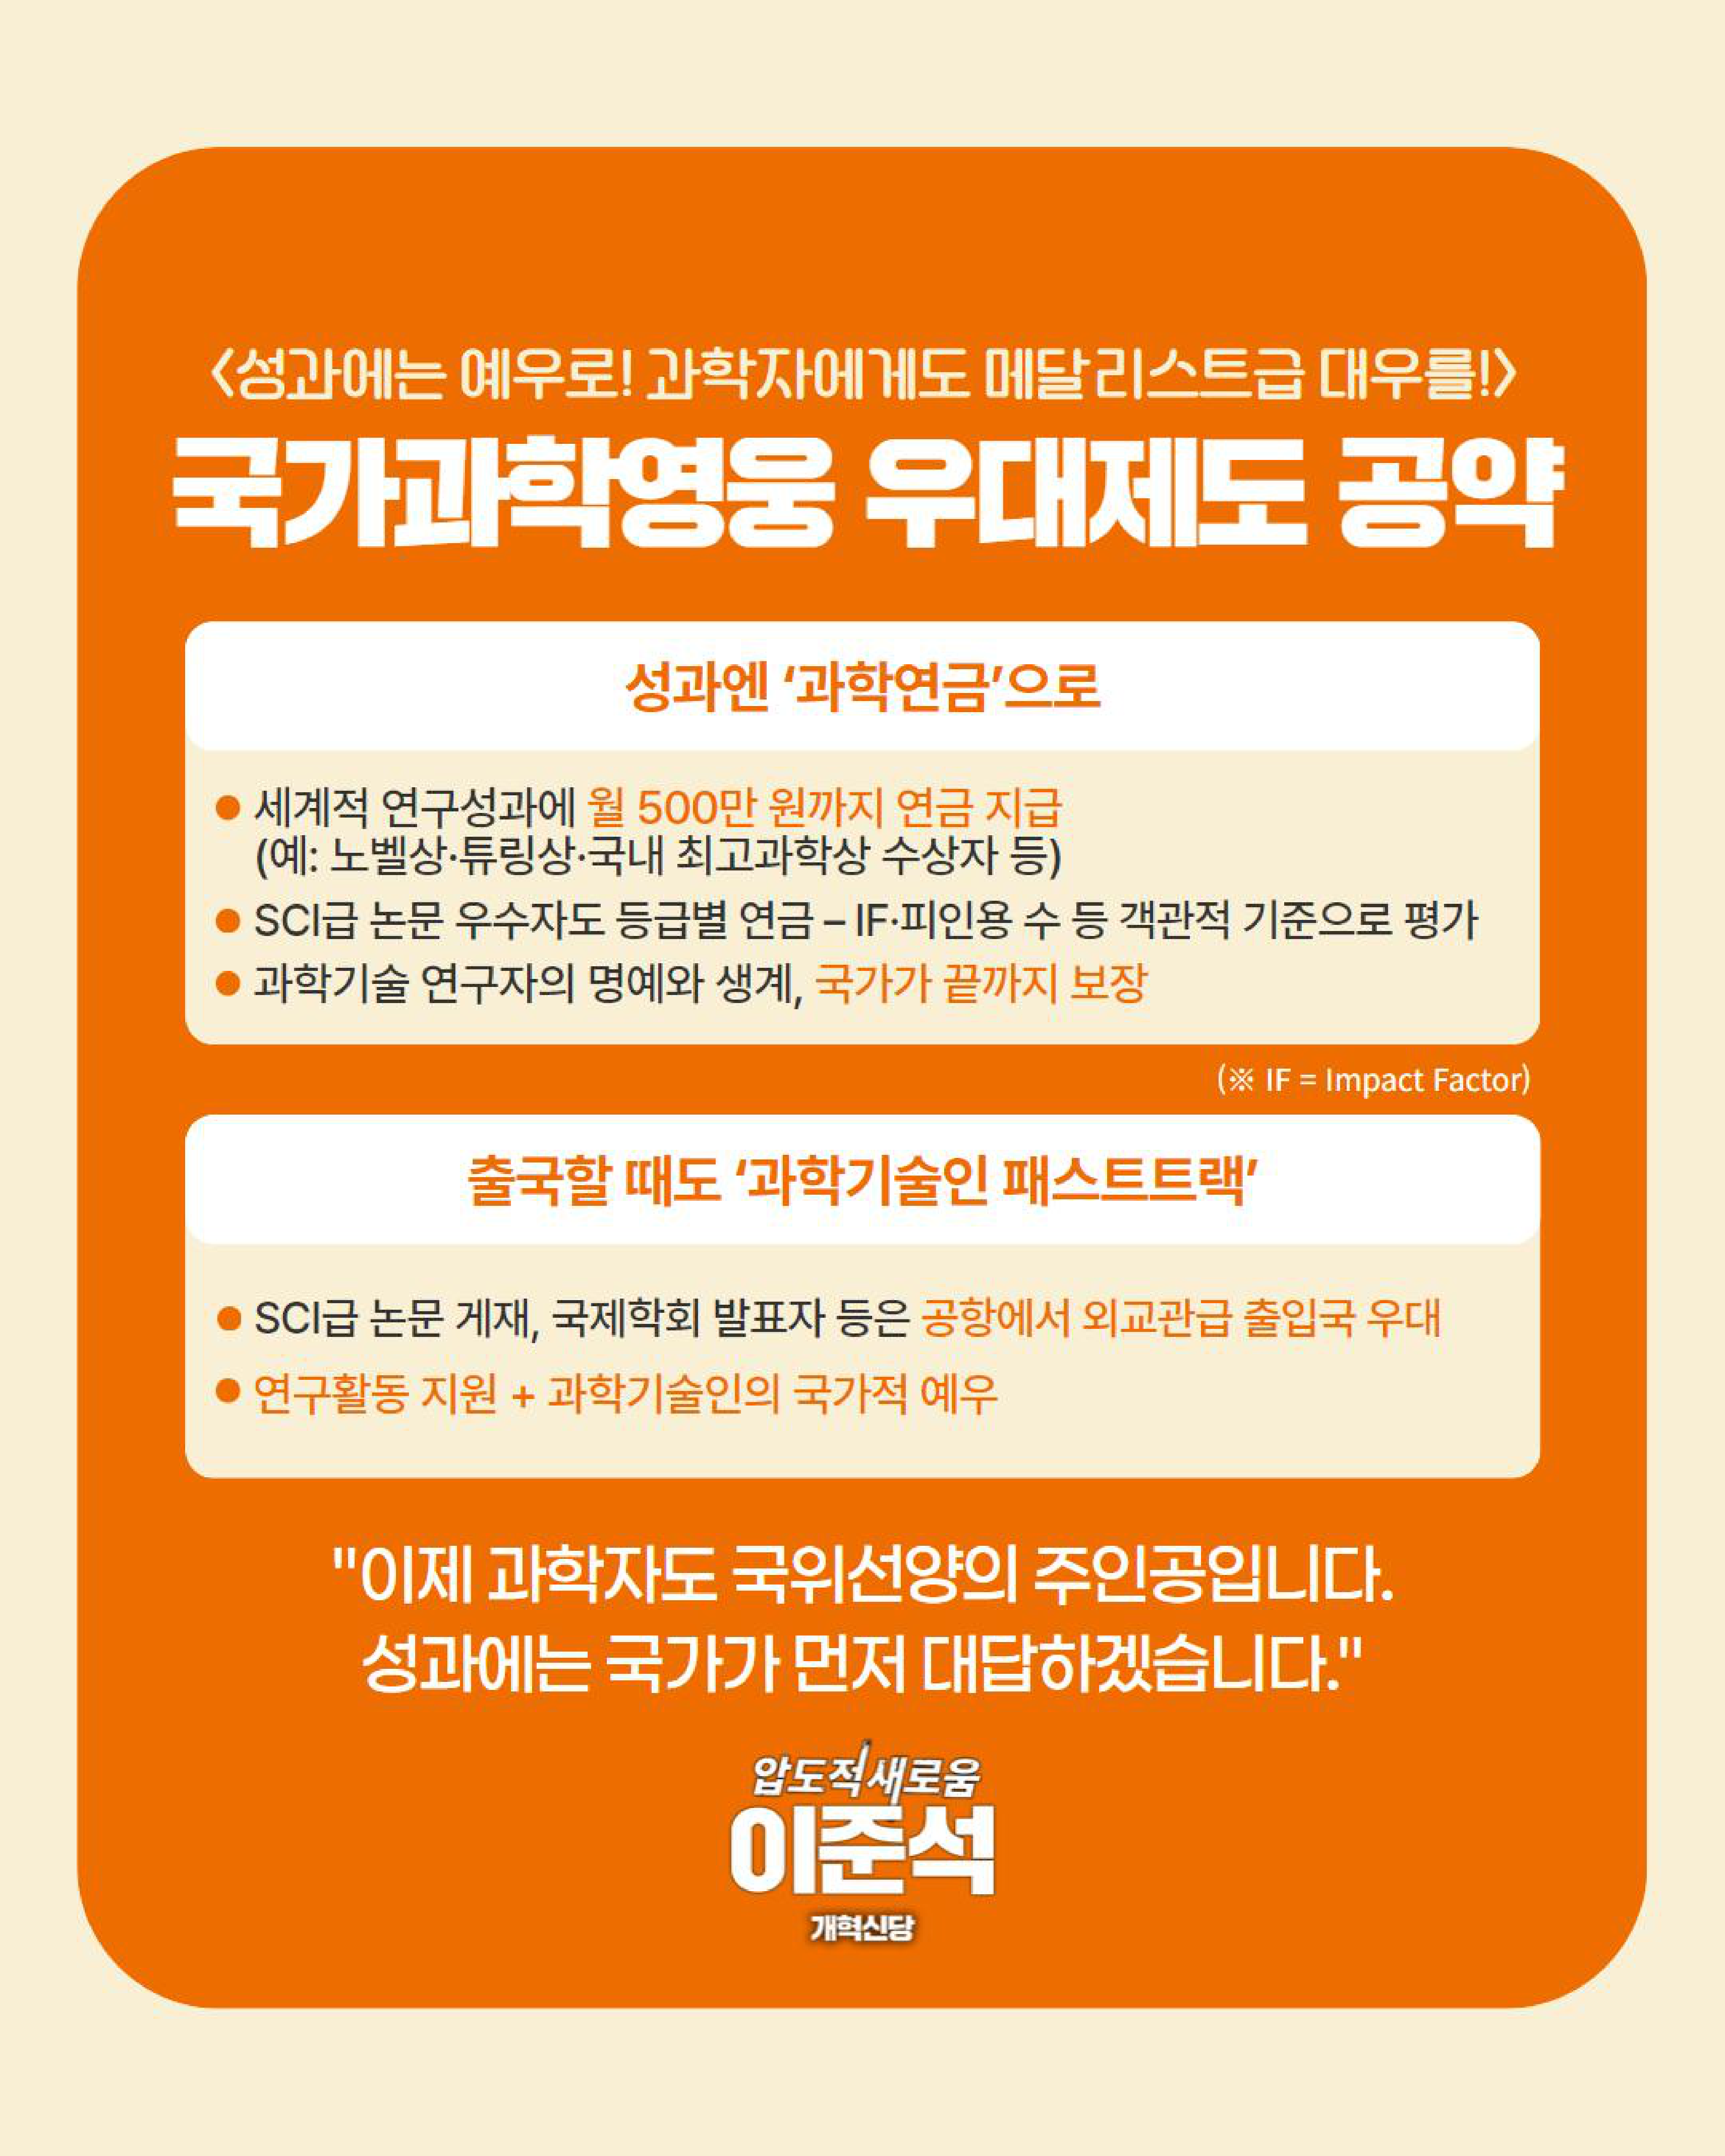 <성과에는 예우로! 과학자에게도 메달리스트급 대우를!>
국가과학영웅 우대제도 공약
성과엔 ‘과학연금’으로
● 세계적 연구성과에 월 500만 원까지 연금 지급
(예: 노벨상·튜링상·국내 최고과학상 수상자 등)
● SCI급 논문 우수자도 등급별 연금 – IF·피인용 수 등 객관적 기준으로 평가
● 과학기술 연구자의 명예와 생계, 국가가 끝까지 보장
(※ IF = Impact Factor)
출국할 때도 ‘과학기술인 패스트트랙’
● SCI급 논문 게재, 국제학회 발표자 등은 공항에서 외교관급 출입국 우대
● 연구활동 지원 + 과학기술인의 국가적 예우
"이제 과학자도 국위선양의 주인공입니다.
성과에는 국가가 먼저 대답하겠습니다."
압도적 새로움
이준석
개혁신당